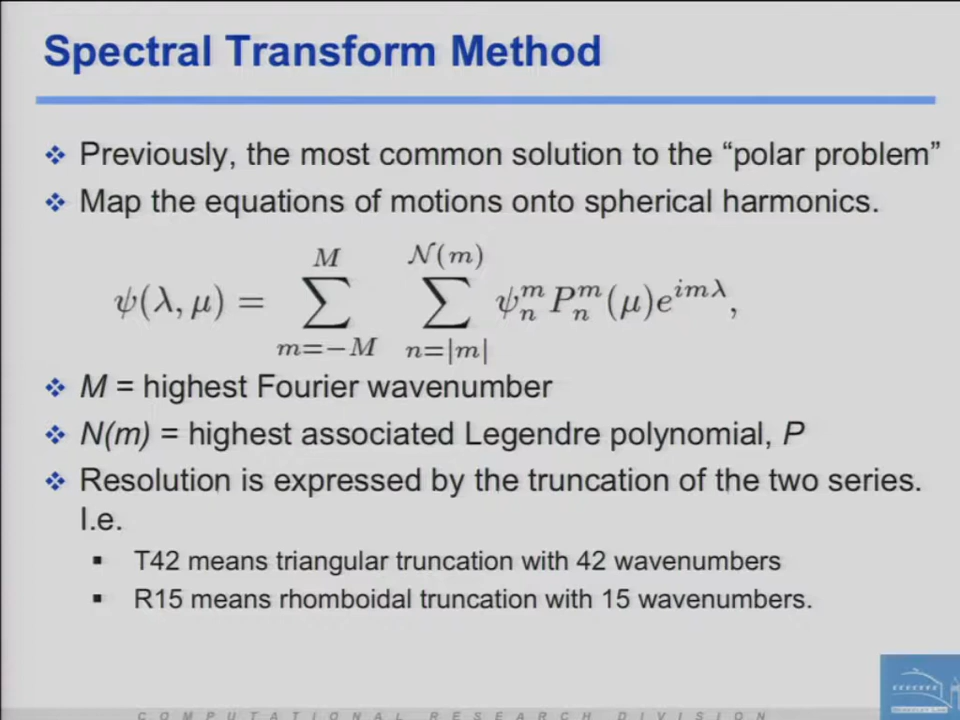 Spectral Transform Method
❖ Previously, the most common solution to the “polar problem”
❖ Map the equations of motions onto spherical harmonics.
ψ(λ, μ) = \sum_{m=-M}^{M} \sum_{n=|m|}^{\mathcal{N}(m)} ψ_n^m P_n^m(μ)e^{imλ},
❖ M = highest Fourier wavenumber
❖ N(m) = highest associated Legendre polynomial, P
❖ Resolution is expressed by the truncation of the two series.
I.e.
▪ T42 means triangular truncation with 42 wavenumbers
▪ R15 means rhomboidal truncation with 15 wavenumbers.
COMPUTATIONAL RESEARCH DIVISION